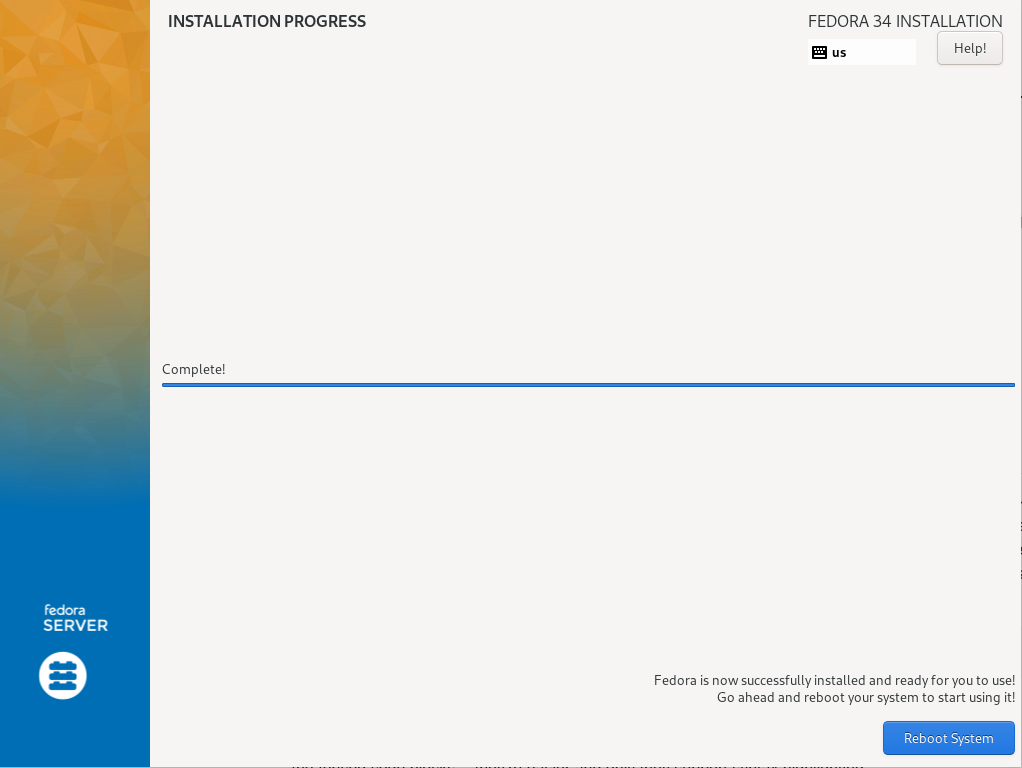 INSTALLATION PROGRESS
FEDORA 34 INSTALLATION
us
Help!
Complete!
fedora
SERVER
Fedora is now successfully installed and ready for you to use!
Go ahead and reboot your system to start using it!
Reboot System